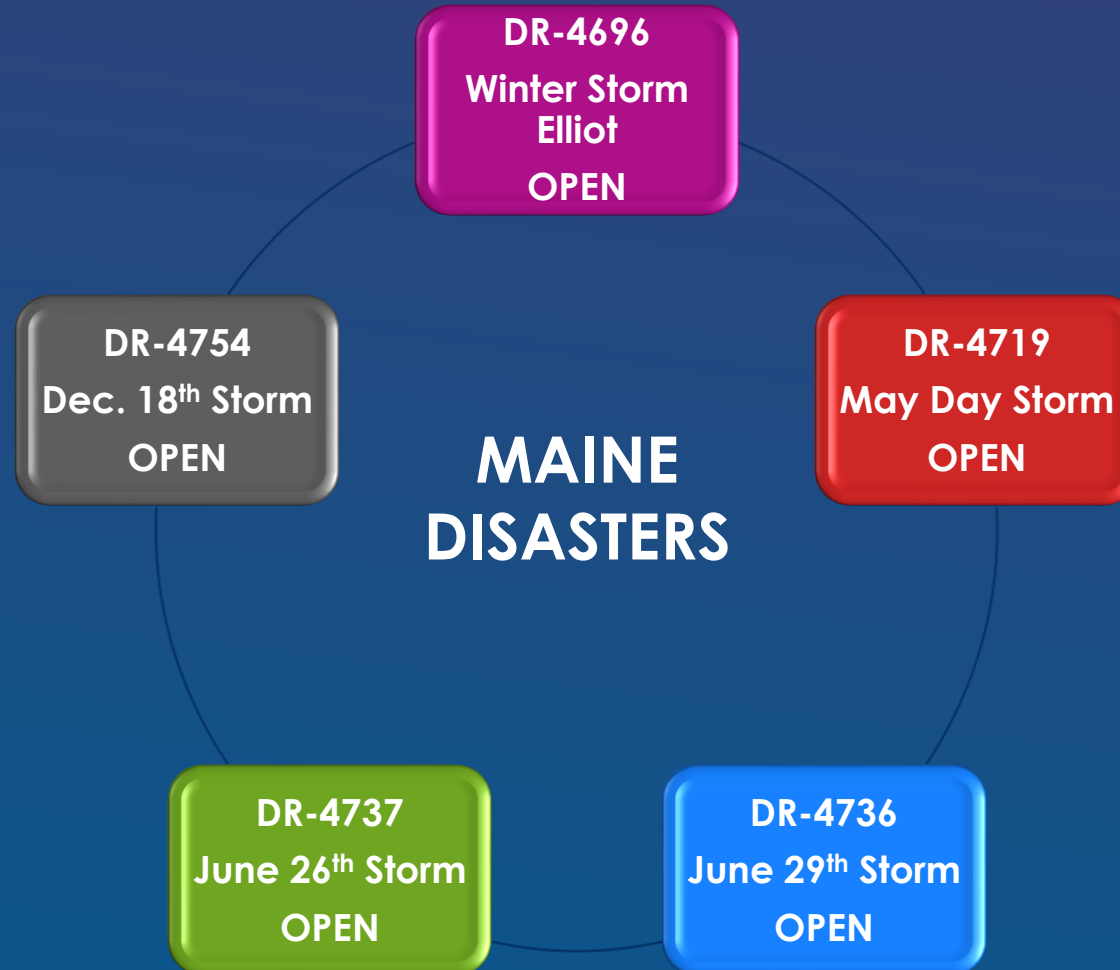 DR-4696
Winter Storm
Elliot
OPEN
DR-4719
May Day Storm
OPEN
DR-4736
June 29th Storm
OPEN
DR-4737
June 26th Storm
OPEN
DR-4754
Dec. 18th Storm
OPEN
MAINE
DISASTERS